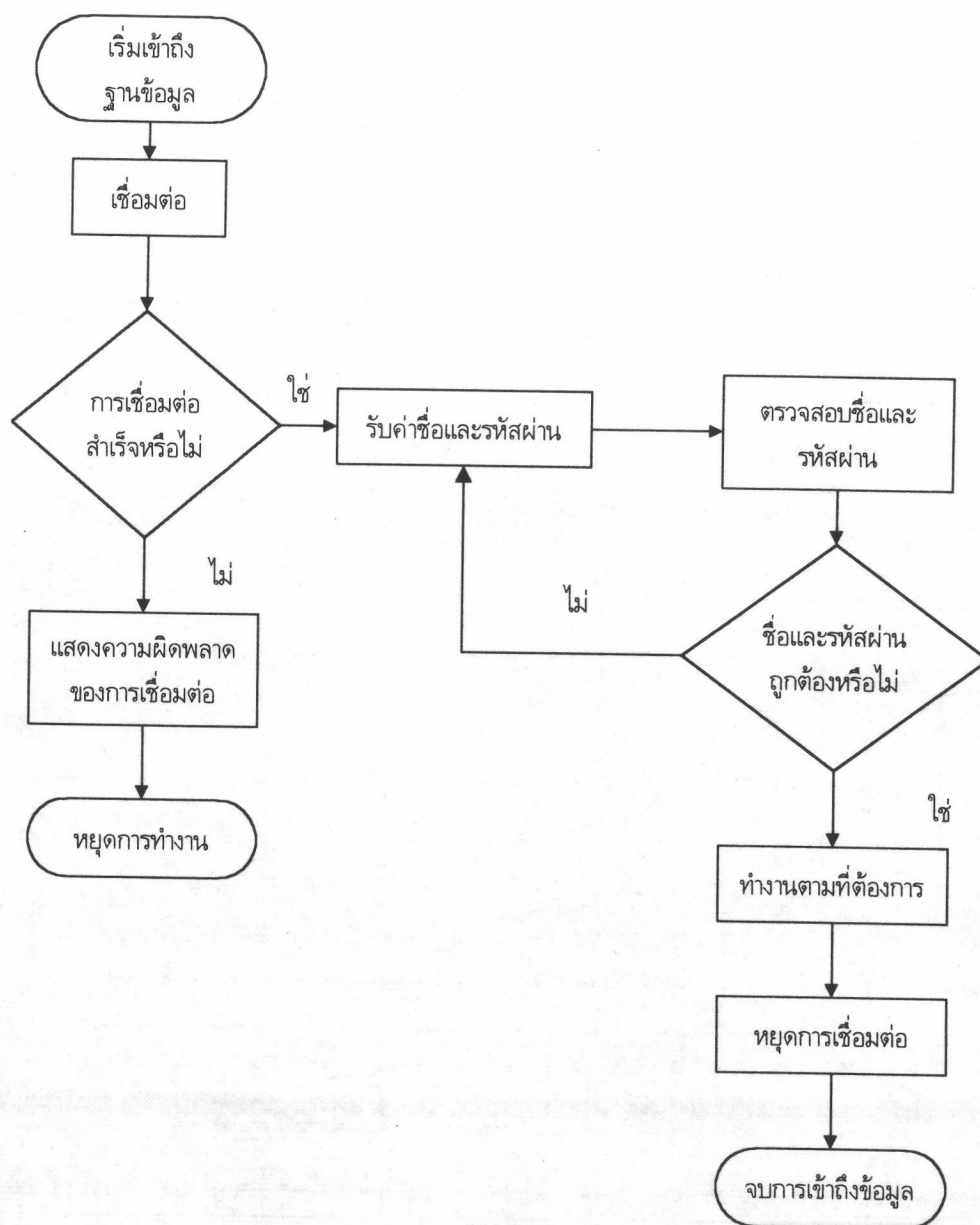 เริ่มเข้าถึง
ฐานข้อมูล
เชื่อมต่อ
การเชื่อมต่อ
สำเร็จหรือไม่
ใช่
รับค่าชื่อและรหัสผ่าน
ตรวจสอบชื่อและ
รหัสผ่าน
ไม่
แสดงความผิดพลาด
ของการเชื่อมต่อ
หยุดการทำงาน
ไม่
ชื่อและรหัสผ่าน
ถูกต้องหรือไม่
ใช่
ทำงานตามที่ต้องการ
หยุดการเชื่อมต่อ
จบการเข้าถึงข้อมูล